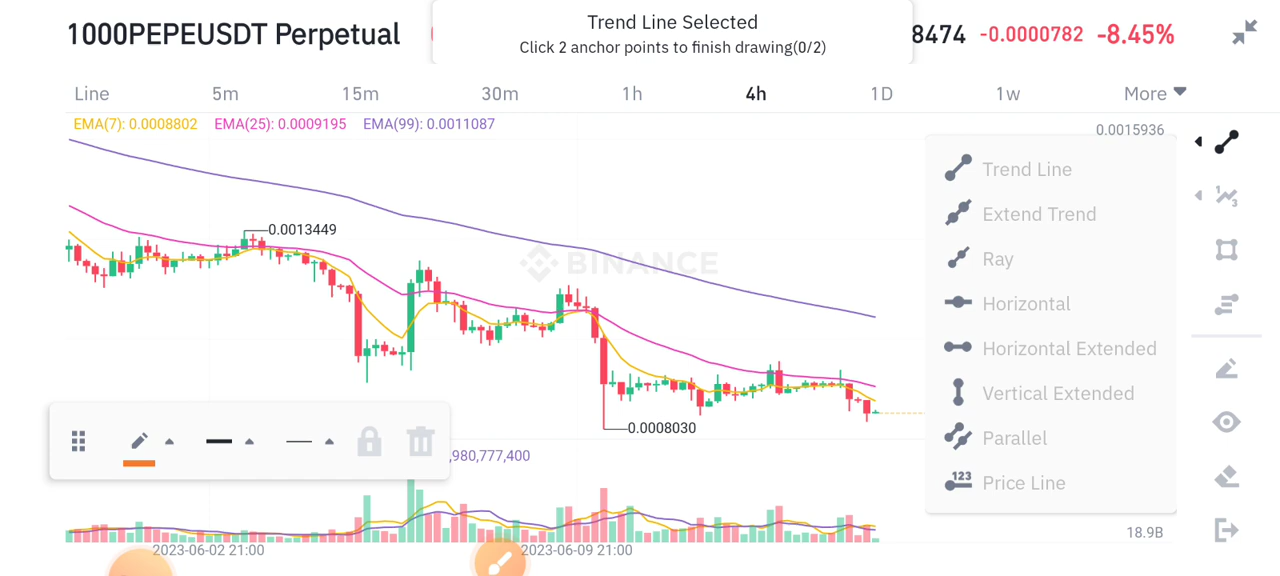 1000PEPEUSDT Perpetual
Trend Line Selected
Click 2 anchor points to finish drawing(0/2)
8474 -0.0000782 -8.45%
Line 5m 15m 30m 1h 4h 1D 1w More
EMA(7): 0.0008802 EMA(25): 0.0009195 EMA(99): 0.0011087
0.0015936
Trend Line
Extend Trend
Ray
Horizontal
Horizontal Extended
Vertical Extended
Parallel
123 Price Line
1 3
0.0013449
BINANCE
0.0008030
,980,777,400
18.9B
2023-06-02 21:00 2023-06-09 21:00